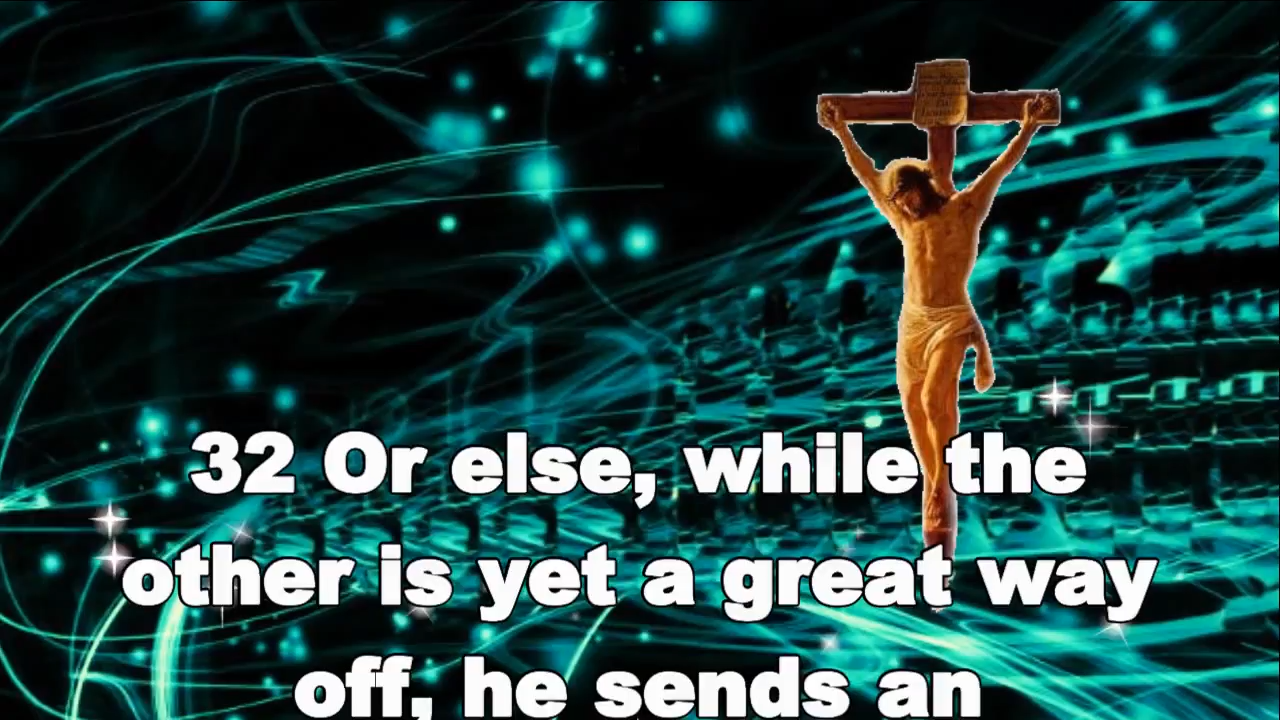 32 Or else, while the
other is yet a great way
off, he sends an